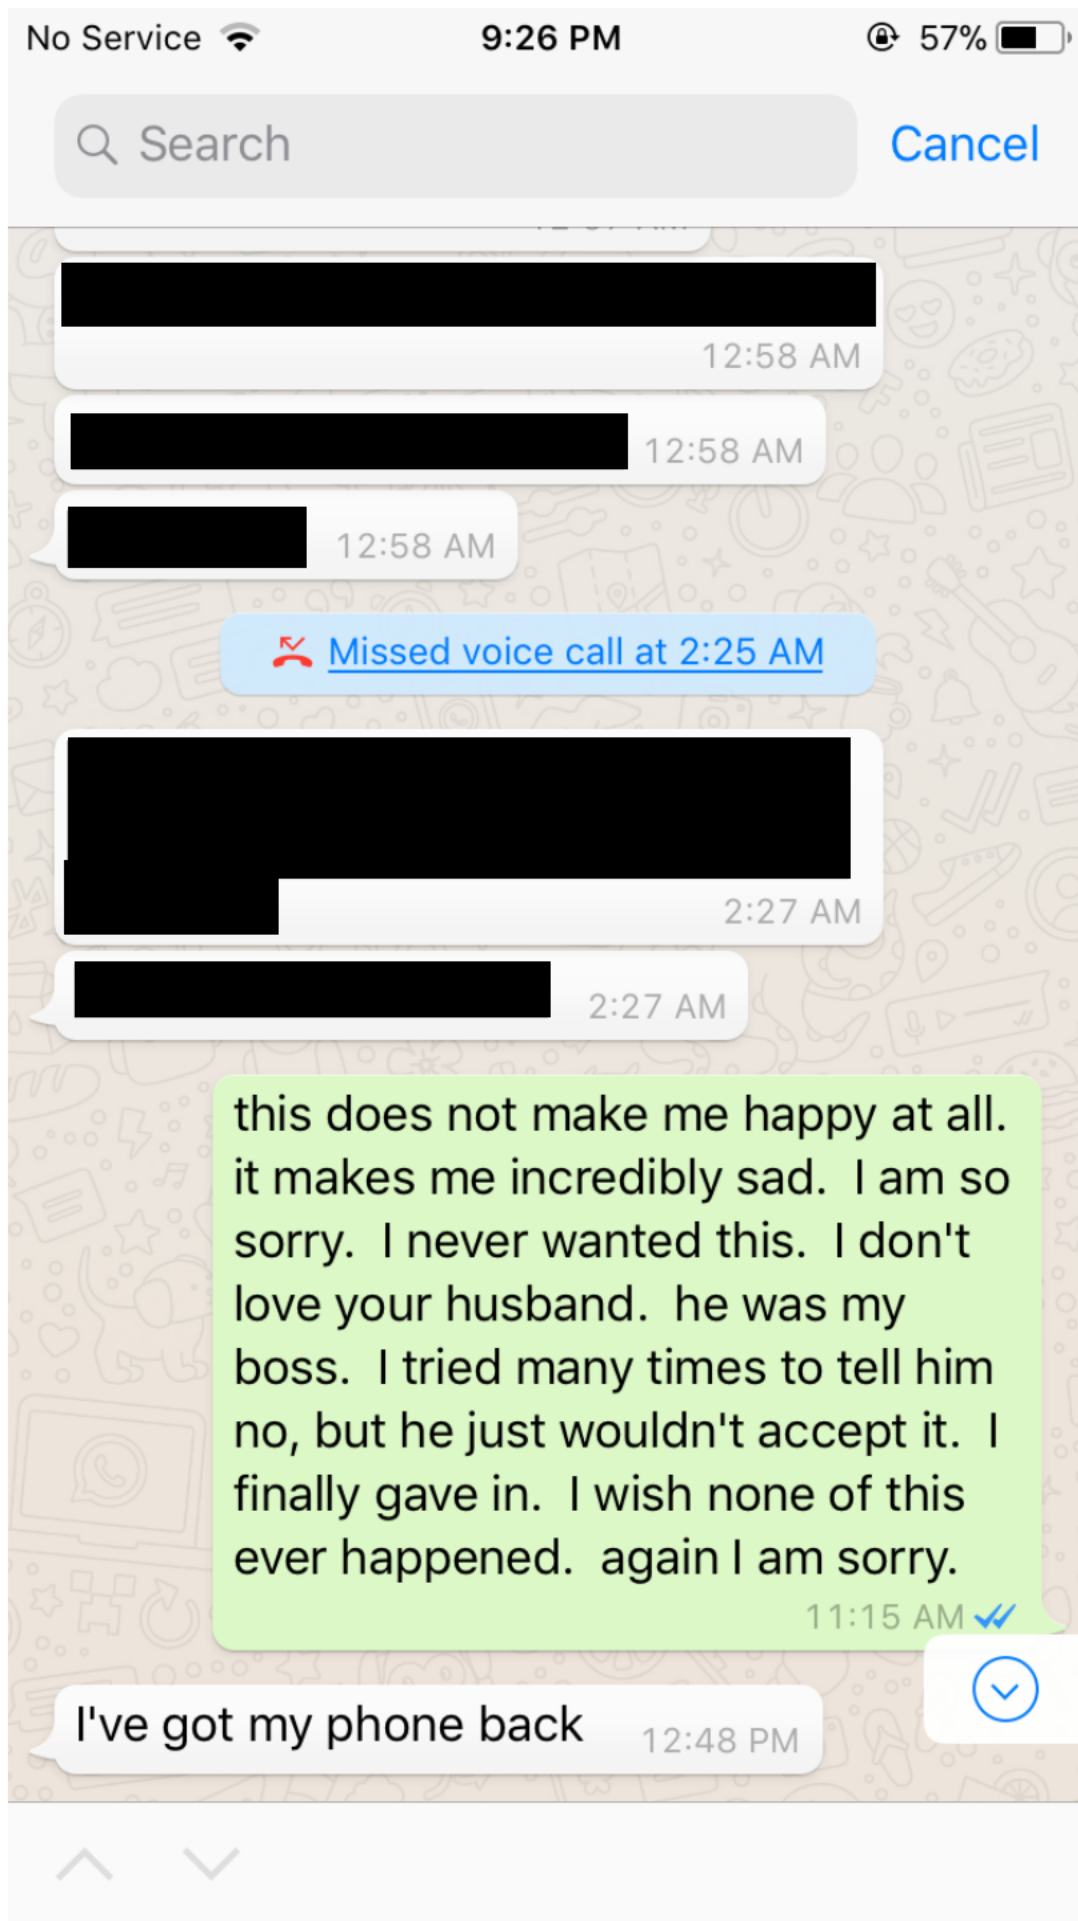 No Service 9:26 PM 57%
Search Cancel
12:58 AM
12:58 AM
12:58 AM
Missed voice call at 2:25 AM
2:27 AM
2:27 AM
this does not make me happy at all.
it makes me incredibly sad.  I am so
sorry.  I never wanted this.  I don't
love your husband.  he was my
boss.  I tried many times to tell him
no, but he just wouldn't accept it.  I
finally gave in.  I wish none of this
ever happened.  again I am sorry.
11:15 AM
I've got my phone back 12:48 PM